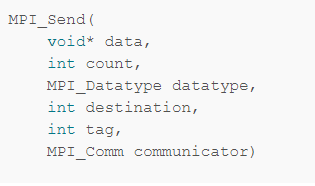 MPI_Send(
    void* data,
    int count,
    MPI_Datatype datatype,
    int destination,
    int tag,
    MPI_Comm communicator)